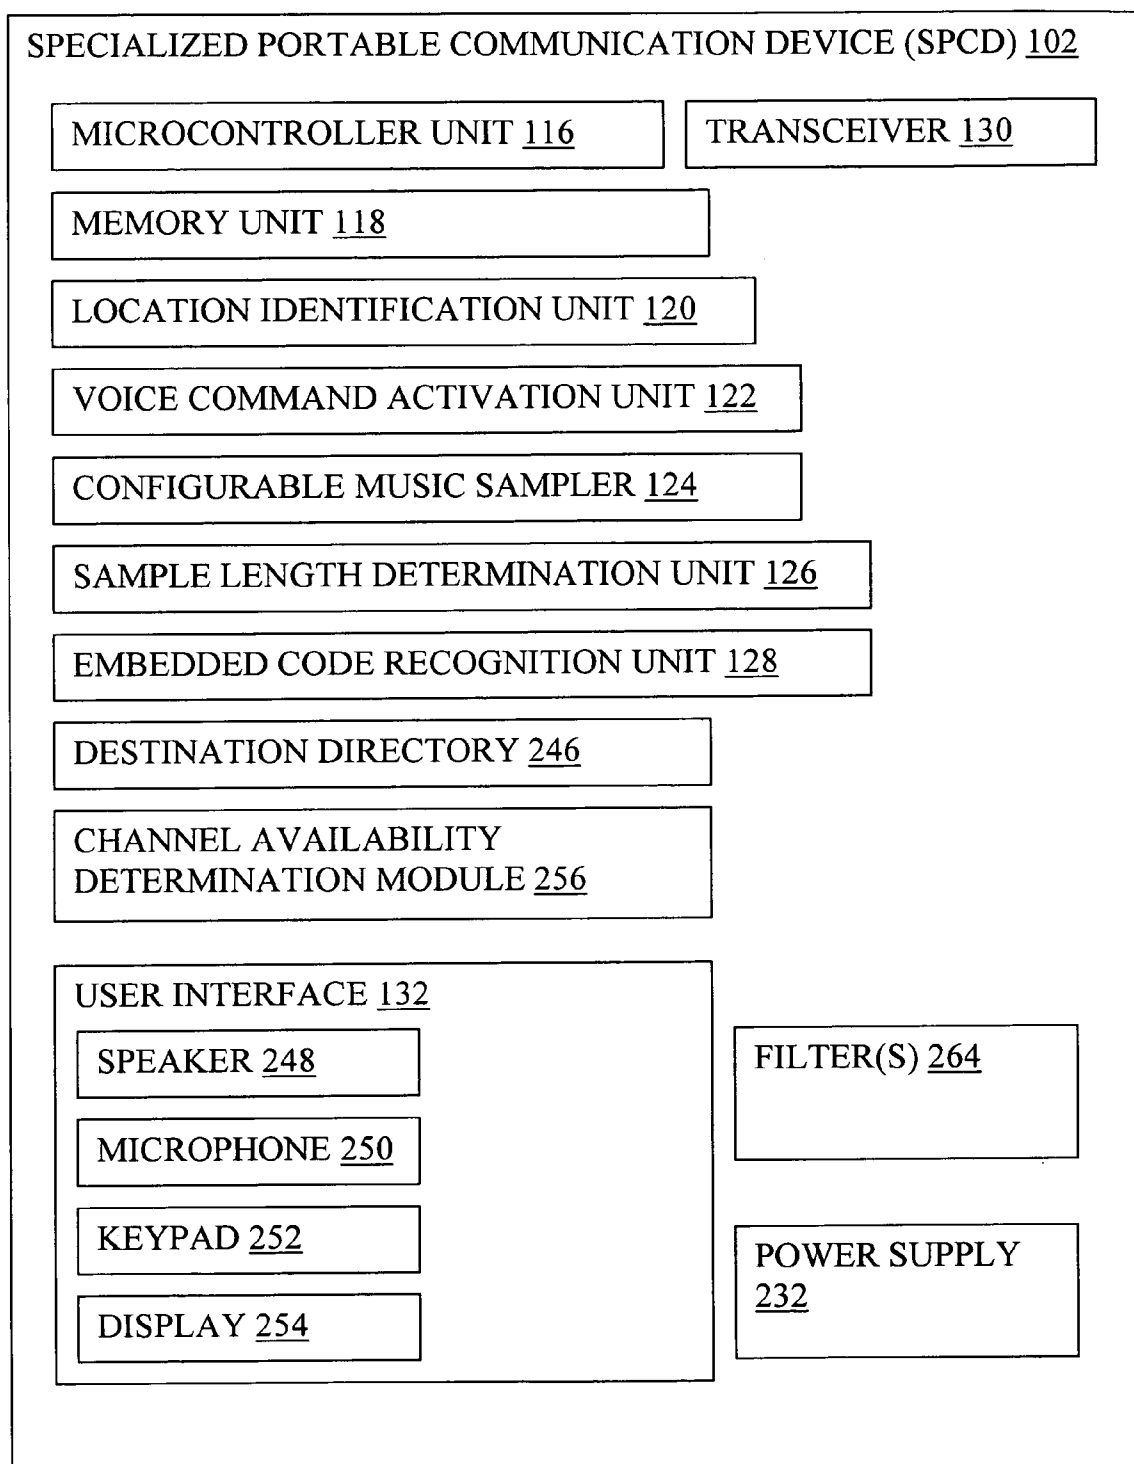 SPECIALIZED PORTABLE COMMUNICATION DEVICE (SPCD) 102
MICROCONTROLLER UNIT 116
TRANSCEIVER 130
MEMORY UNIT 118
LOCATION IDENTIFICATION UNIT 120
VOICE COMMAND ACTIVATION UNIT 122
CONFIGURABLE MUSIC SAMPLER 124
SAMPLE LENGTH DETERMINATION UNIT 126
EMBEDDED CODE RECOGNITION UNIT 128
DESTINATION DIRECTORY 246
CHANNEL AVAILABILITY
DETERMINATION MODULE 256
USER INTERFACE 132
SPEAKER 248
MICROPHONE 250
KEYPAD 252
DISPLAY 254
FILTER(S) 264
POWER SUPPLY
232